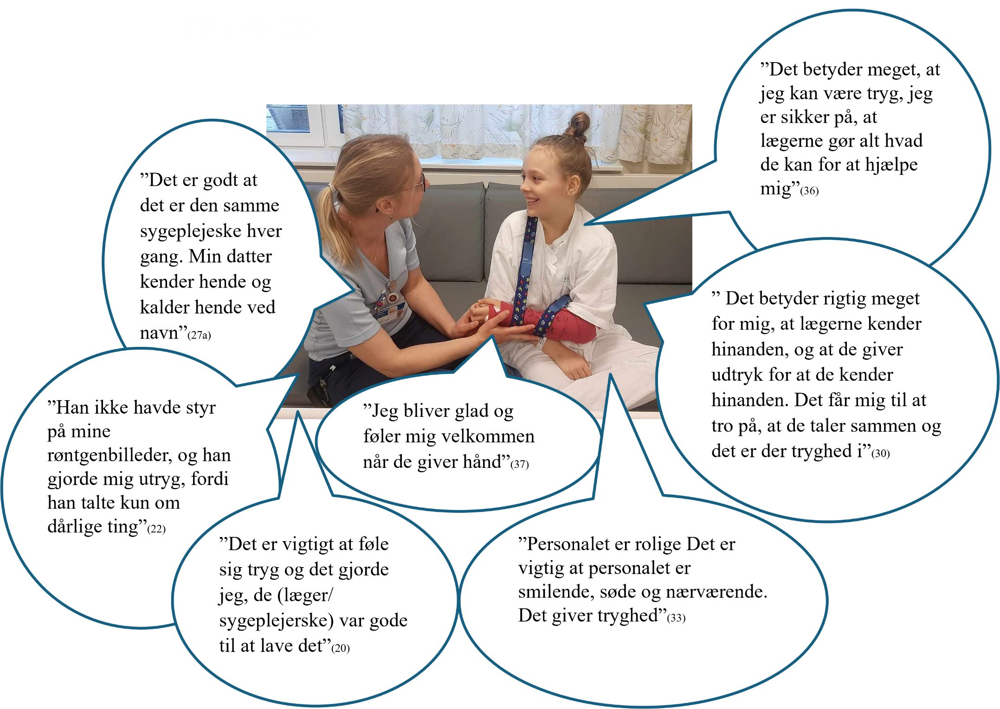 ”Det betyder meget, at
jeg kan være tryg, jeg
er sikker på, at
lægerne gør alt hvad
de kan for at hjælpe
mig”(36)
”Det er godt at
det er den samme
sygeplejeske hver
gang. Min datter
kender hende og
kalder hende ved
navn”(27a)
” Det betyder rigtig meget
for mig, at lægerne kender
hinanden, og at de giver
udtryk for at de kender
hinanden. Det får mig til at
tro på, at de taler sammen og
det er der tryghed i”(30)
”Han ikke havde styr
på mine
røntgenbilleder, og han
gjorde mig utryg, fordi
han talte kun om
dårlige ting”(22)
”Jeg bliver glad og
føler mig velkommen
når de giver hånd”(37)
”Det er vigtigt at føle
sig tryg og det gjorde
jeg, de (læger/
sygeplejerske) var gode
til at lave det”(20)
”Personalet er rolige Det er
vigtig at personalet er
smilende, søde og nærværende.
Det giver tryghed”(33)